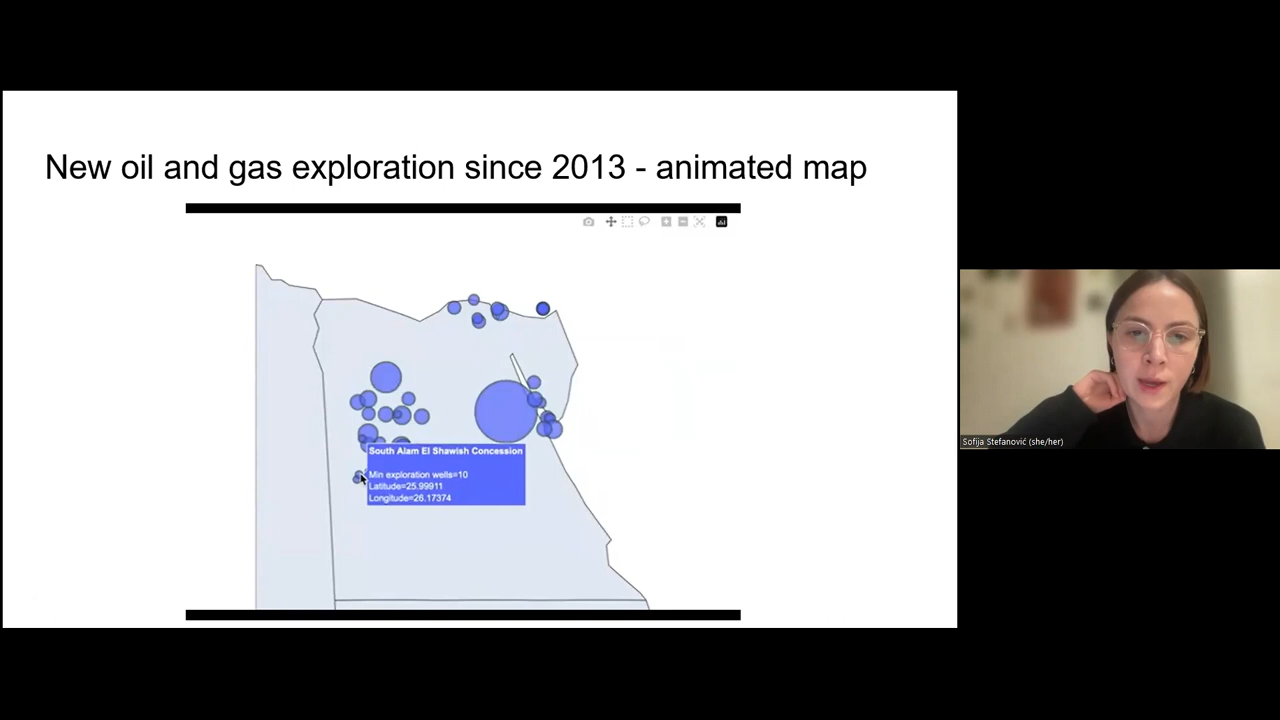 New oil and gas exploration since 2013 - animated map
South Alam El Shawish Concession
Min exploration wells=10
Latitude=25.99911
Longitude=26.17374
Sofija Stefanović (she/her)